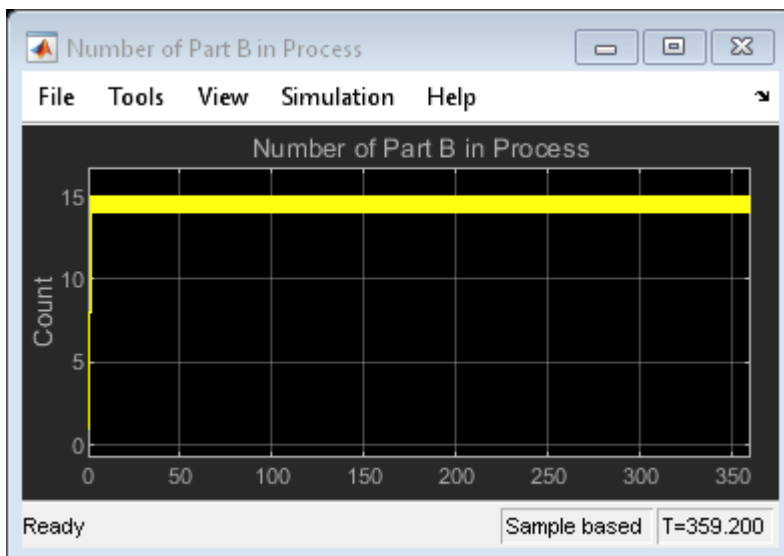 Number of Part B in Process
File Tools View Simulation Help
Number of Part B in Process
Count
15
10
5
0
0 50 100 150 200 250 300 350
Ready Sample based T=359.200